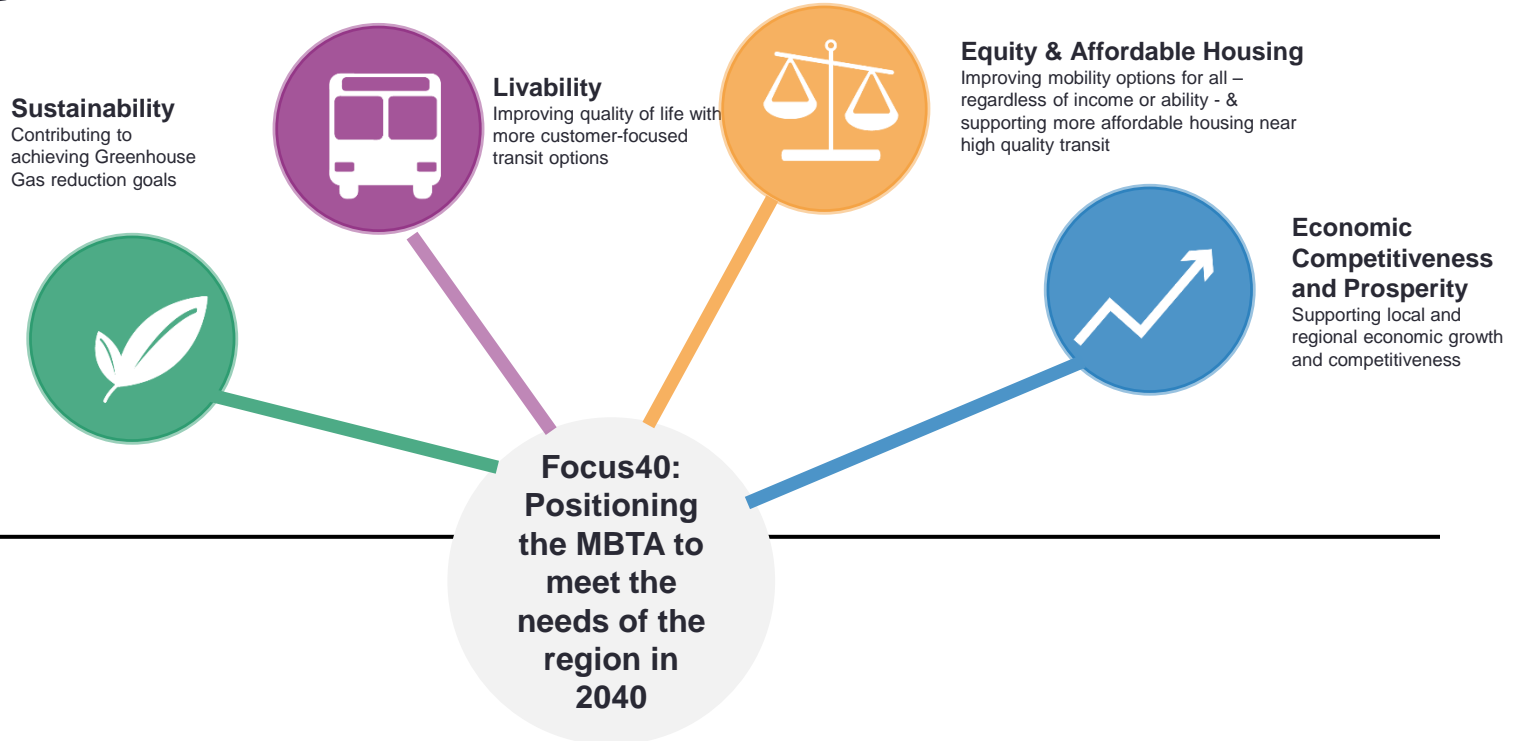 Sustainability
Contributing to
achieving Greenhouse
Gas reduction goals
Livability
Improving quality of life with
more customer-focused
transit options
Equity & Affordable Housing
Improving mobility options for all –
regardless of income or ability - &
supporting more affordable housing near
high quality transit
Economic
Competitiveness
and Prosperity
Supporting local and
regional economic growth
and competitiveness
Focus40:
Positioning
the MBTA to
meet the
needs of the
region in
2040